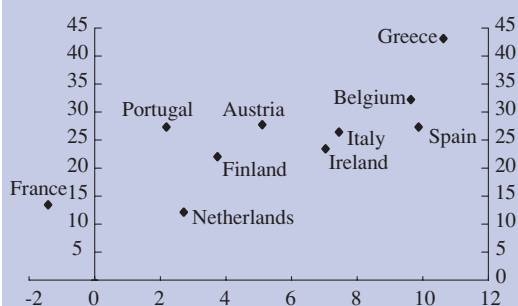 45 45
40 40
Greece
35 35
Belgium
30 30
Portugal Austria
25 Italy Spain 25
Ireland
20 Finland 20
France
15 15
Netherlands
10 10
5 5
0
-2 0 2 4 6 8 10 12